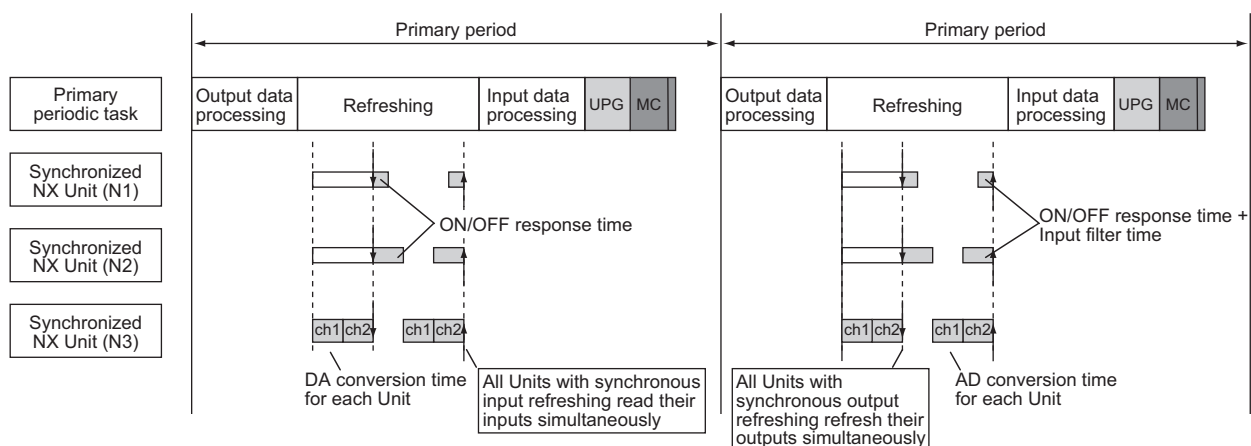 Primary period
Primary period
Primary
periodic task
Output data
processing
Refreshing
Input data
processing
UPG
MC
Output data
processing
Refreshing
Input data
processing
UPG
MC
Synchronized
NX Unit (N1)
ON/OFF response time
ON/OFF response time +
Input filter time
Synchronized
NX Unit (N2)
Synchronized
NX Unit (N3)
ch1
ch2
ch1
ch2
ch1
ch2
ch1
ch2
DA conversion time
for each Unit
All Units with synchronous
input refreshing read their
inputs simultaneously
All Units with
synchronous output
refreshing refresh their
outputs simultaneously
AD conversion time
for each Unit